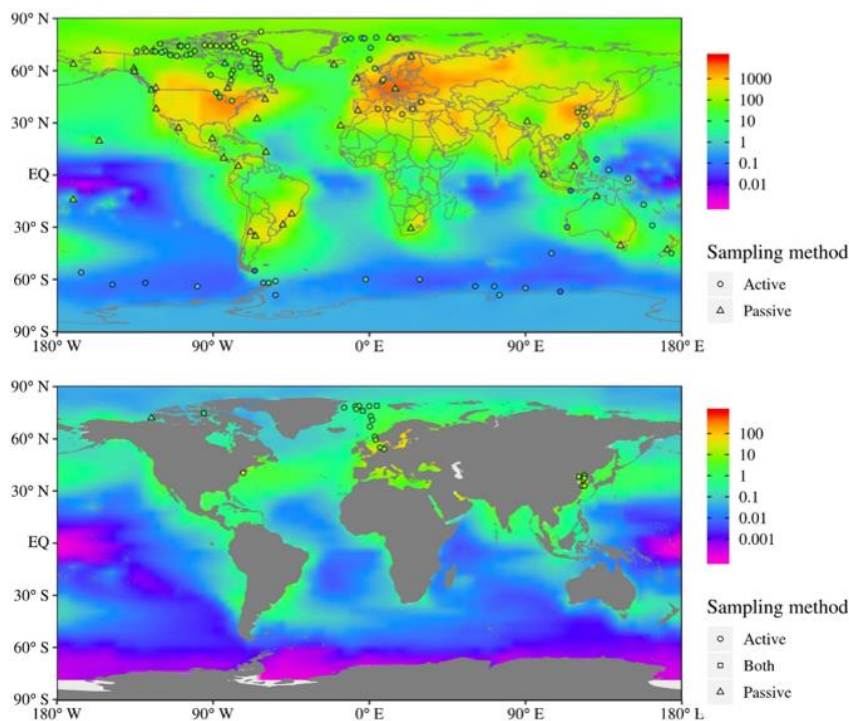 90° N
60° N
30° N
EQ
30° S
60° S
90° S
180° W
90° W
0° E
90° E
180° E
1000
100
10
1
0.1
0.01
Sampling method
Active
Passive
90° N
60° N
30° N
EQ
30° S
60° S
90° S
180° W
90° W
0° E
90° E
180° E
100
10
1
0.1
0.01
0.001
Sampling method
Active
Both
Passive